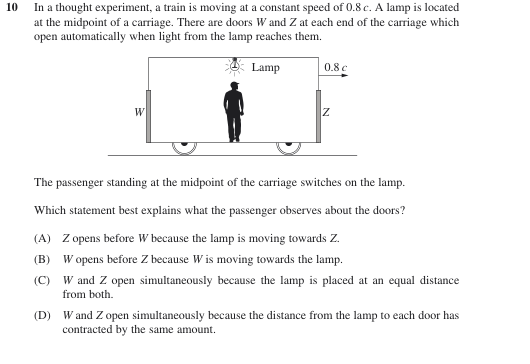 10 In a thought experiment, a train is moving at a constant speed of 0.8 c. A lamp is located
at the midpoint of a carriage. There are doors W and Z at each end of the carriage which
open automatically when light from the lamp reaches them.
Lamp 0.8 c
W Z
The passenger standing at the midpoint of the carriage switches on the lamp.
Which statement best explains what the passenger observes about the doors?
(A) Z opens before W because the lamp is moving towards Z.
(B) W opens before Z because W is moving towards the lamp.
(C) W and Z open simultaneously because the lamp is placed at an equal distance
from both.
(D) W and Z open simultaneously because the distance from the lamp to each door has
contracted by the same amount.